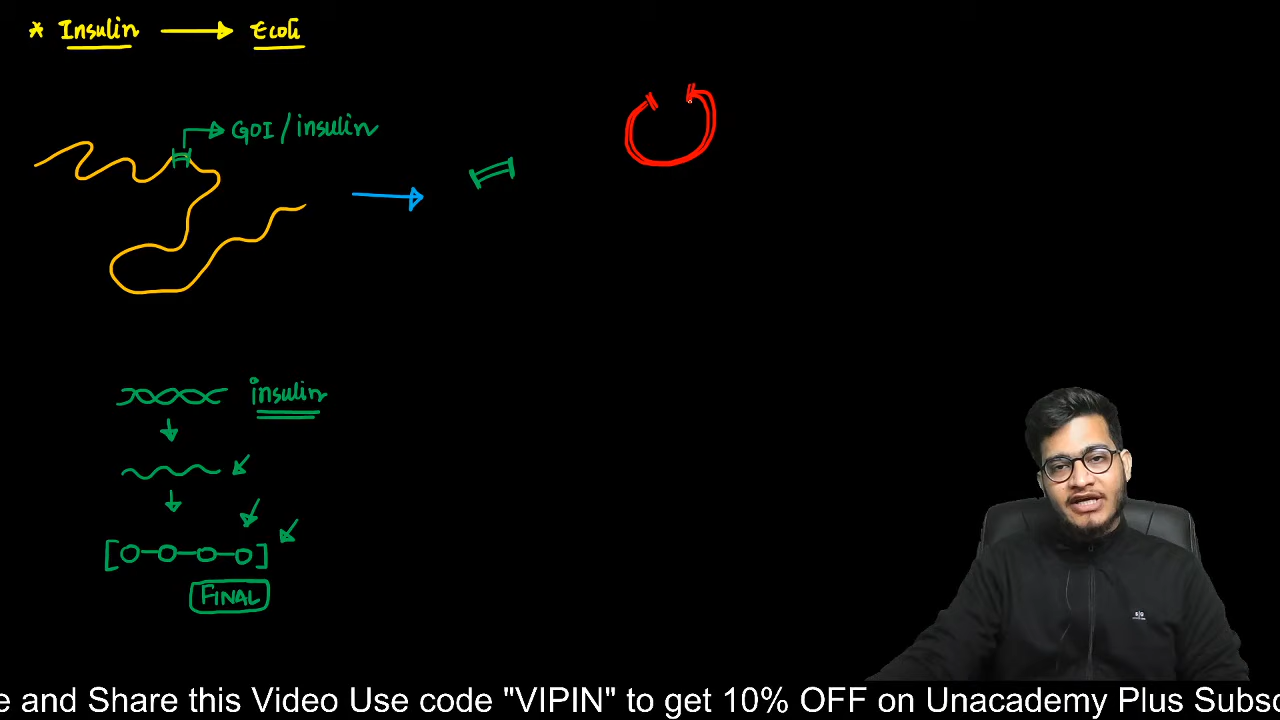 * Insulin → Ecoli
GOI/insulin
insulin
FINAL
e and Share this Video Use code "VIPIN" to get 10% OFF on Unacademy Plus Subsc